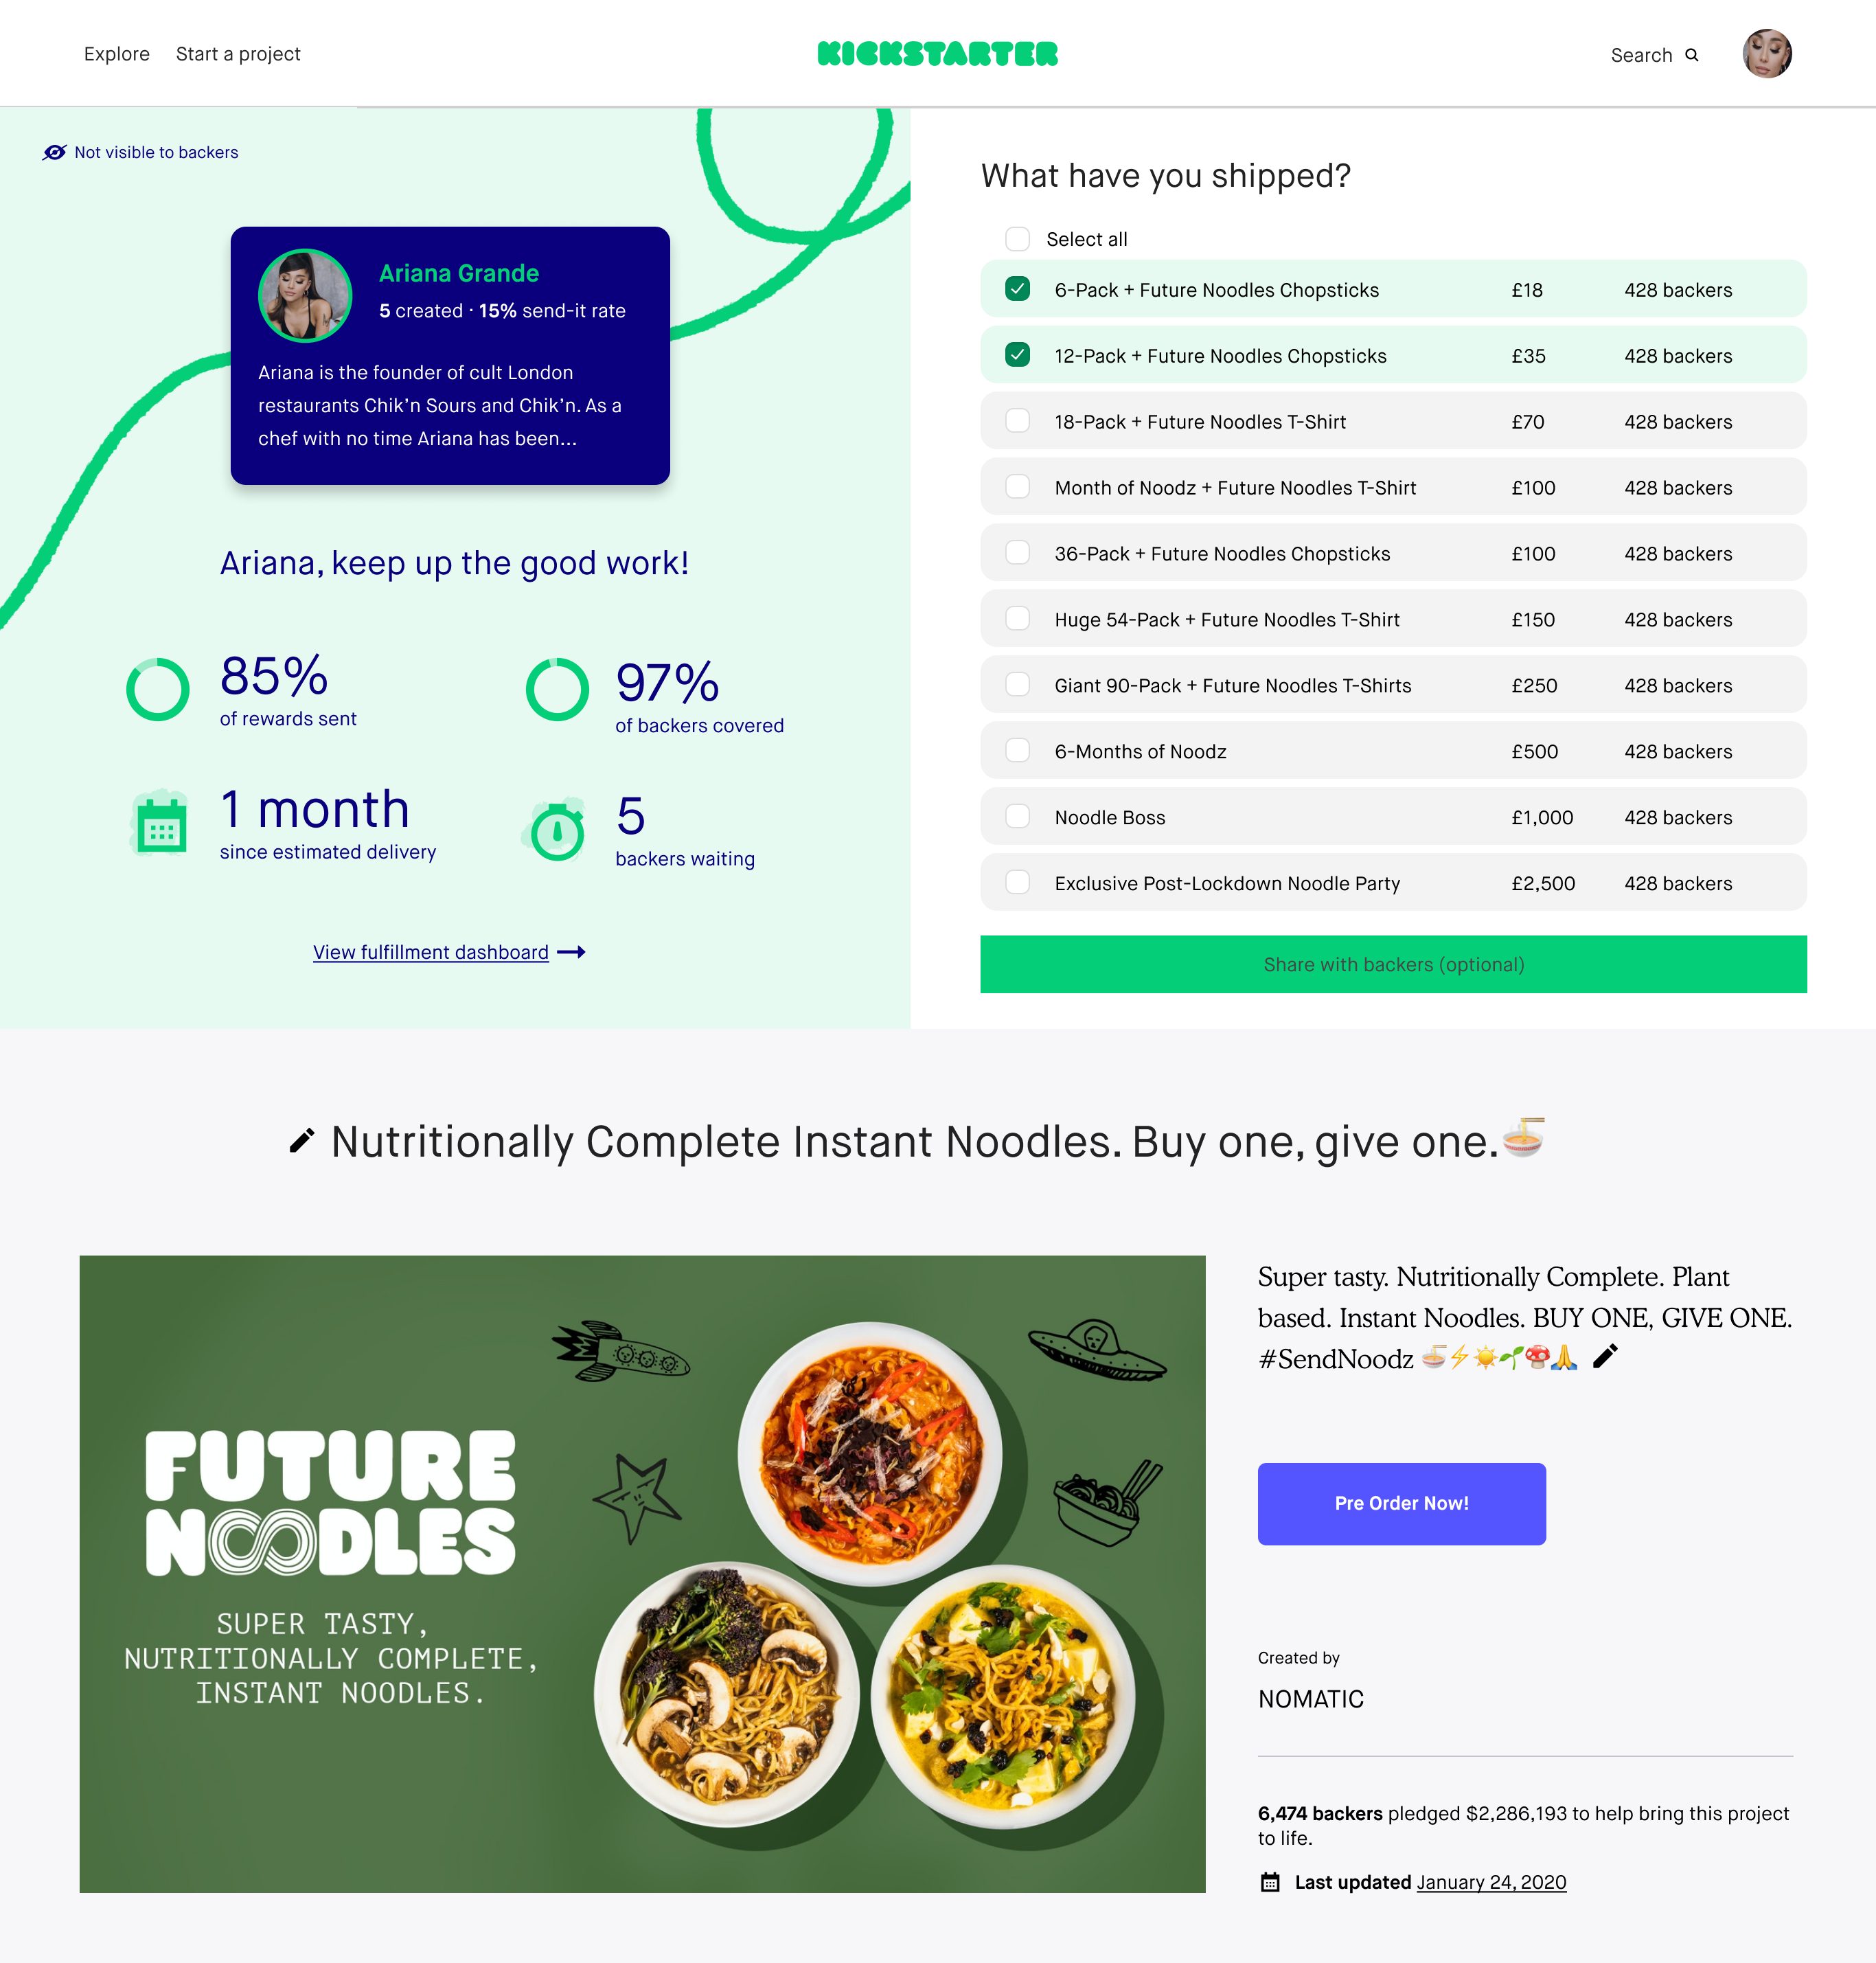 Explore
Start a project
KICKSTARTER
Search
Not visible to backers
Ariana Grande
5 created · 15% send-it rate
Ariana is the founder of cult London
restaurants Chik’n Sours and Chik’n. As a
chef with no time Ariana has been...
Ariana, keep up the good work!
85%
of rewards sent
97%
of backers covered
1 month
since estimated delivery
5
backers waiting
View fulfillment dashboard
What have you shipped?
Select all
6-Pack + Future Noodles Chopsticks £18 428 backers
12-Pack + Future Noodles Chopsticks £35 428 backers
18-Pack + Future Noodles T-Shirt £70 428 backers
Month of Noodz + Future Noodles T-Shirt £100 428 backers
36-Pack + Future Noodles Chopsticks £100 428 backers
Huge 54-Pack + Future Noodles T-Shirt £150 428 backers
Giant 90-Pack + Future Noodles T-Shirts £250 428 backers
6-Months of Noodz £500 428 backers
Noodle Boss £1,000 428 backers
Exclusive Post-Lockdown Noodle Party £2,500 428 backers
Share with backers (optional)
Nutritionally Complete Instant Noodles. Buy one, give one.🍜
FUTURE
NOODLES
SUPER TASTY,
NUTRITIONALLY COMPLETE,
INSTANT NOODLES.
Super tasty. Nutritionally Complete. Plant
based. Instant Noodles. BUY ONE, GIVE ONE.
#SendNoodz 🍜⚡☀️🌱🍄🙏
Pre Order Now!
Created by
NOMATIC
6,474 backers pledged $2,286,193 to help bring this project
to life.
Last updated January 24, 2020